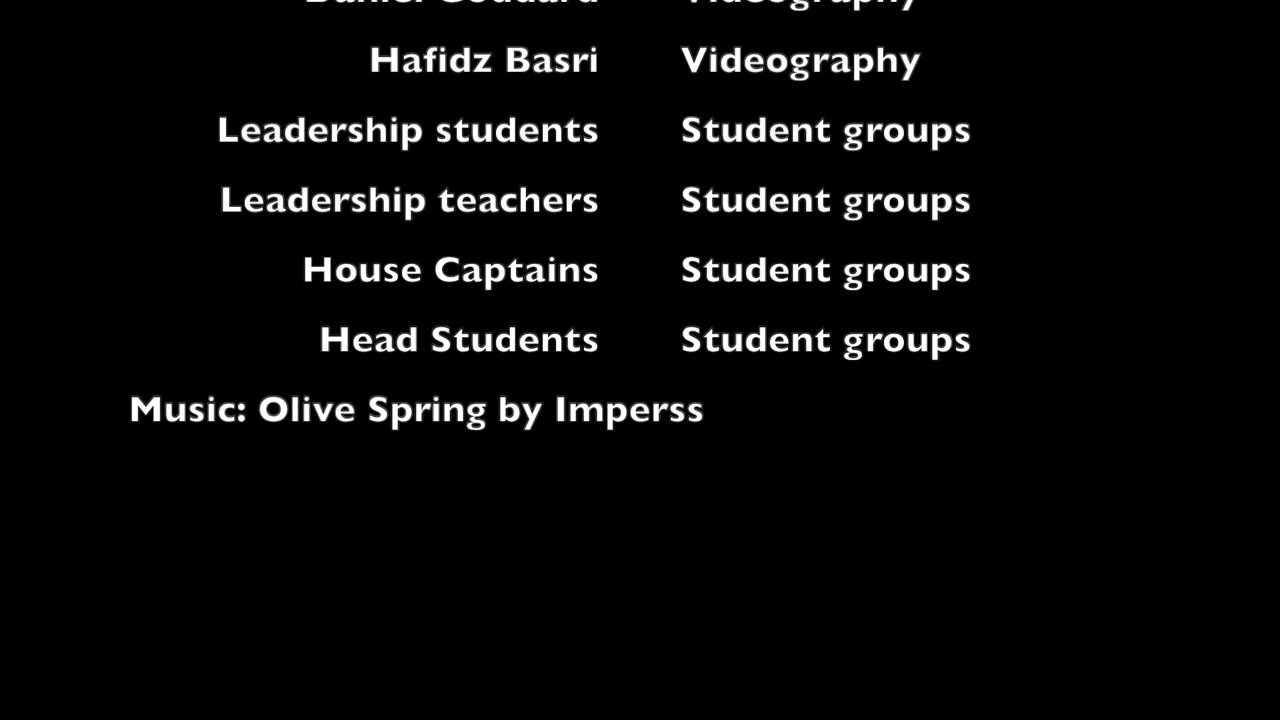 Videography
Hafidz Basri Videography
Leadership students Student groups
Leadership teachers Student groups
House Captains Student groups
Head Students Student groups
Music: Olive Spring by Imperss